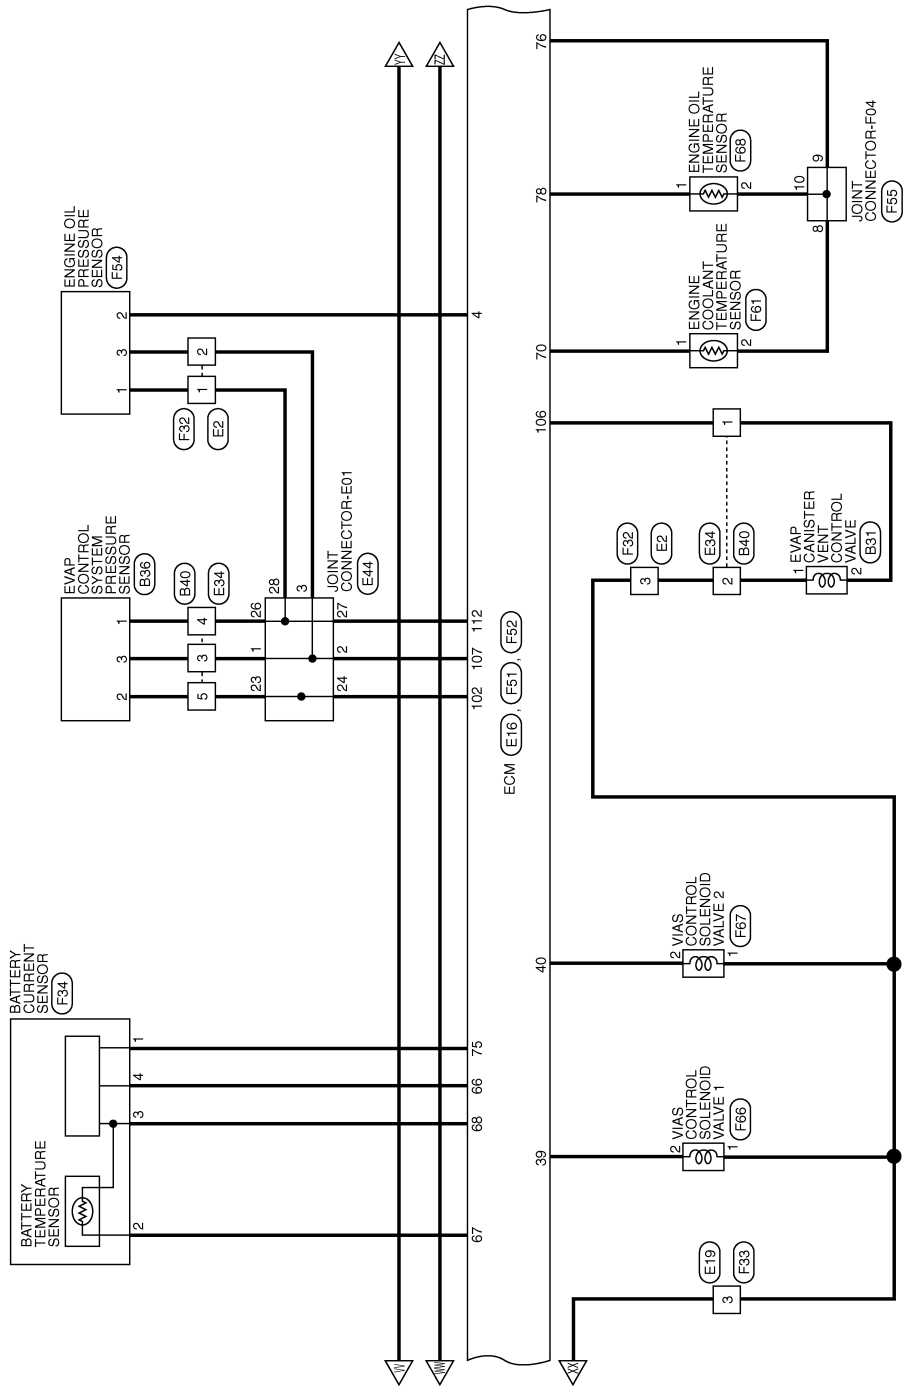 BATTERY
CURRENT
SENSOR
F34
BATTERY
TEMPERATURE
SENSOR
2
3
4
1
67
68
66
75
EVAP
CONTROL
SYSTEM
PRESSURE
SENSOR
B36
2
3
1
B40
E34
5
3
4
23
1
26
28
3
24
2
27
JOINT
CONNECTOR-E01
E44
102
107
112
ENGINE OIL
PRESSURE
SENSOR
F54
1
3
2
F32
E2
1
2
4
VV
YY
WW
ZZ
ECM E16 , F51 , F52
XX
E19
F33
3
39
VIAS
CONTROL
SOLENOID
VALVE 1
F66
2
1
40
VIAS
CONTROL
SOLENOID
VALVE 2
F67
2
1
F32
E2
3
E34
B40
2
1
EVAP
CANISTER
VENT
CONTROL
VALVE
B31
1
2
106
70
ENGINE
COOLANT
TEMPERATURE
SENSOR
F61
1
2
78
ENGINE OIL
TEMPERATURE
SENSOR
F68
1
2
76
8
10
9
JOINT
CONNECTOR-F04
F55